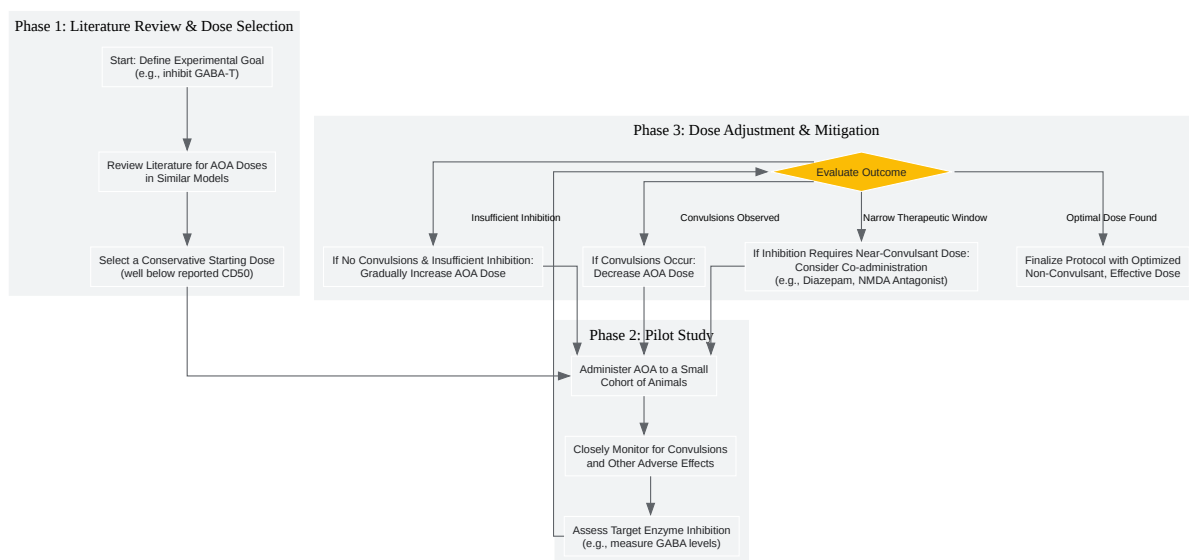 Phase 1: Literature Review & Dose Selection
Start: Define Experimental Goal
(e.g., inhibit GABA-T)
Review Literature for AOA Doses
in Similar Models
Select a Conservative Starting Dose
(well below reported CD50)
Phase 3: Dose Adjustment & Mitigation
Evaluate Outcome
Insufficient Inhibition
Convulsions Observed
Narrow Therapeutic Window
Optimal Dose Found
If No Convulsions & Insufficient Inhibition:
Gradually Increase AOA Dose
If Convulsions Occur:
Decrease AOA Dose
If Inhibition Requires Near-Convulsant Dose:
Consider Co-administration
(e.g., Diazepam, NMDA Antagonist)
Finalize Protocol with Optimized
Non-Convulsant, Effective Dose
Phase 2: Pilot Study
Administer AOA to a Small
Cohort of Animals
Closely Monitor for Convulsions
and Other Adverse Effects
Assess Target Enzyme Inhibition
(e.g., measure GABA levels)